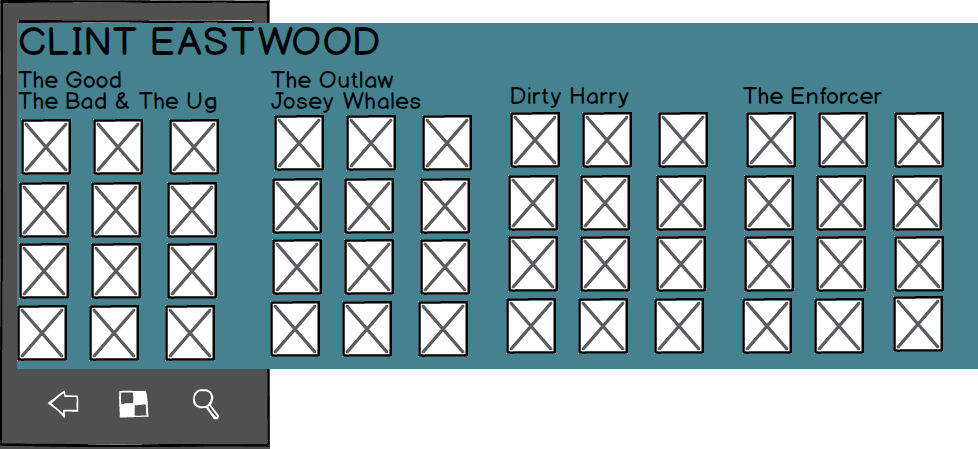 CLINT EASTWOOD
The Good
The Bad & The Ug
The Outlaw
Josey Whales
Dirty Harry
The Enforcer